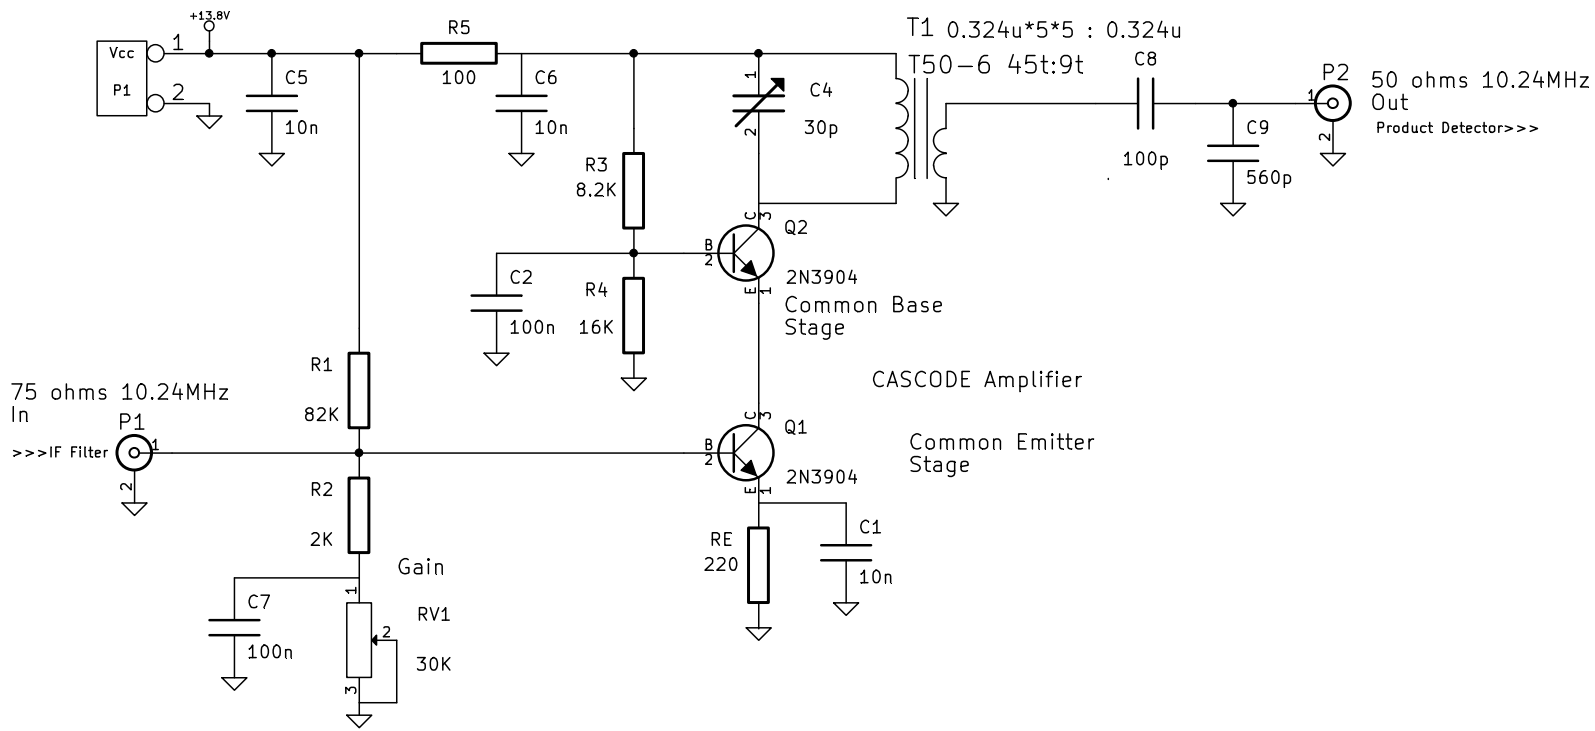 +13.8V
Vcc
P1
1
2
C5
10n
R5
100
C6
10n
T1 0.324u*5*5 : 0.324u
T50-6 45t:9t
1
C4
30p
2
C8
100p
P2
1
2
50 ohms 10.24MHz
Out
Product Detector>>>
C9
560p
R3
8.2K
C
3
Q2
B
2
2N3904
E
1
Common Base
Stage
C2
100n
R4
16K
R1
82K
CASCODE Amplifier
75 ohms 10.24MHz
In
P1
>>>IF Filter
1
2
C
3
Q1
B
2
2N3904
E
1
Common Emitter
Stage
R2
2K
RE
220
C1
10n
Gain
C7
100n
1
RV1
2
30K
3